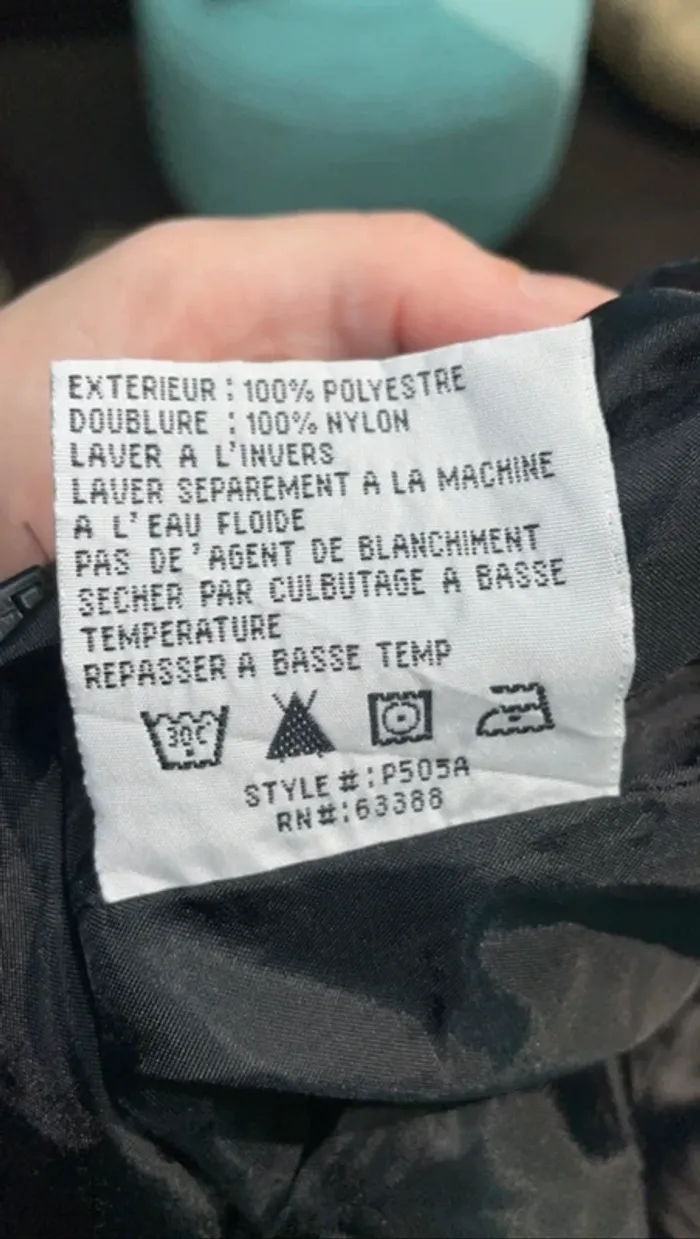 EXTERIEUR : 100% POLYESTRE
DOUBLURE : 100% NYLON
LAVER A L'INVERS
LAVER SEPAREMENT A LA MACHINE
A L'EAU FLOIDE
PAS DE'AGENT DE BLANCHIMENT
SECHER PAR CULBUTAGE A BASSE
TEMPERATURE
REPASSER A BASSE TEMP
30C
STYLE #:P505A
RN#:63388